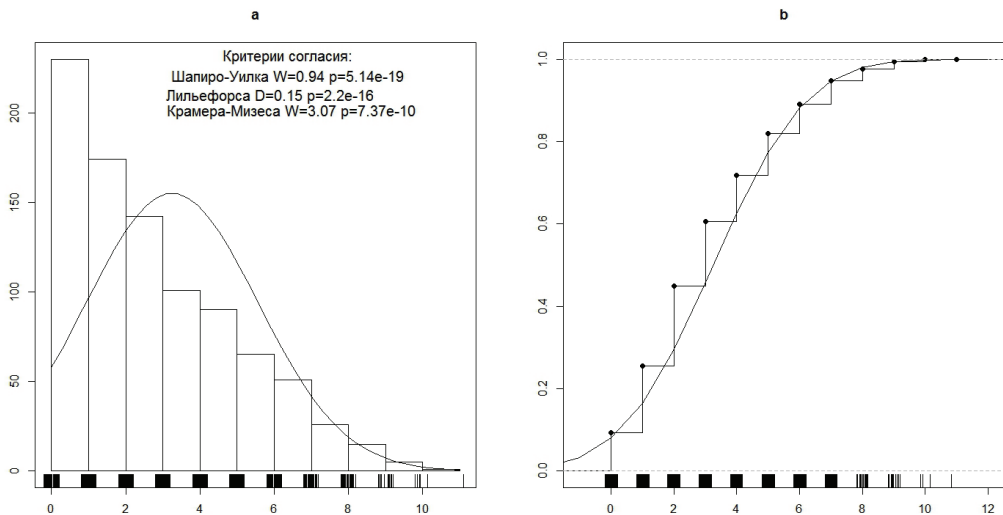 a
Критерии согласия:
Шапиро-Уилка W=0.94 p=5.14e-19
Лильефорса D=0.15 p=2.2e-16
Крамера-Мизеса W=3.07 p=7.37e-10
200
150
100
50
0
0 2 4 6 8 10
b
1.0
0.8
0.6
0.4
0.2
0.0
0 2 4 6 8 10 12